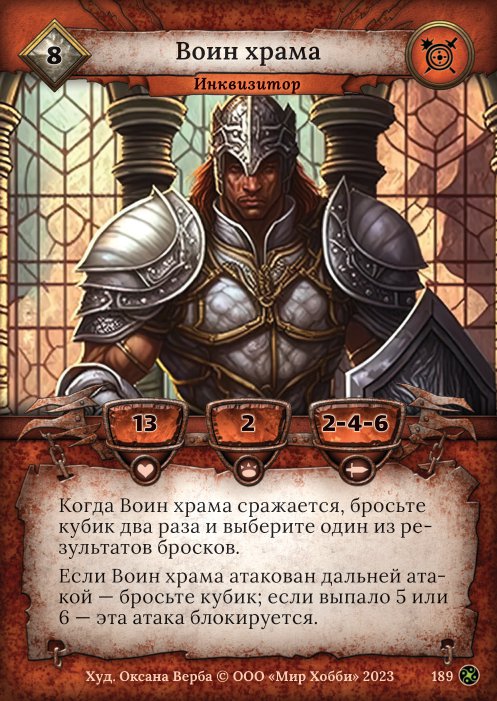 8
Воин храма
Инквизитор
13
2
2-4-6
Когда Воин храма сражается, бросьте
кубик два раза и выберите один из ре-
зультатов бросков.
Если Воин храма атакован дальней ата-
кой — бросьте кубик; если выпало 5 или
6 — эта атака блокируется.
Худ. Оксана Верба © ООО «Мир Хобби» 2023
189